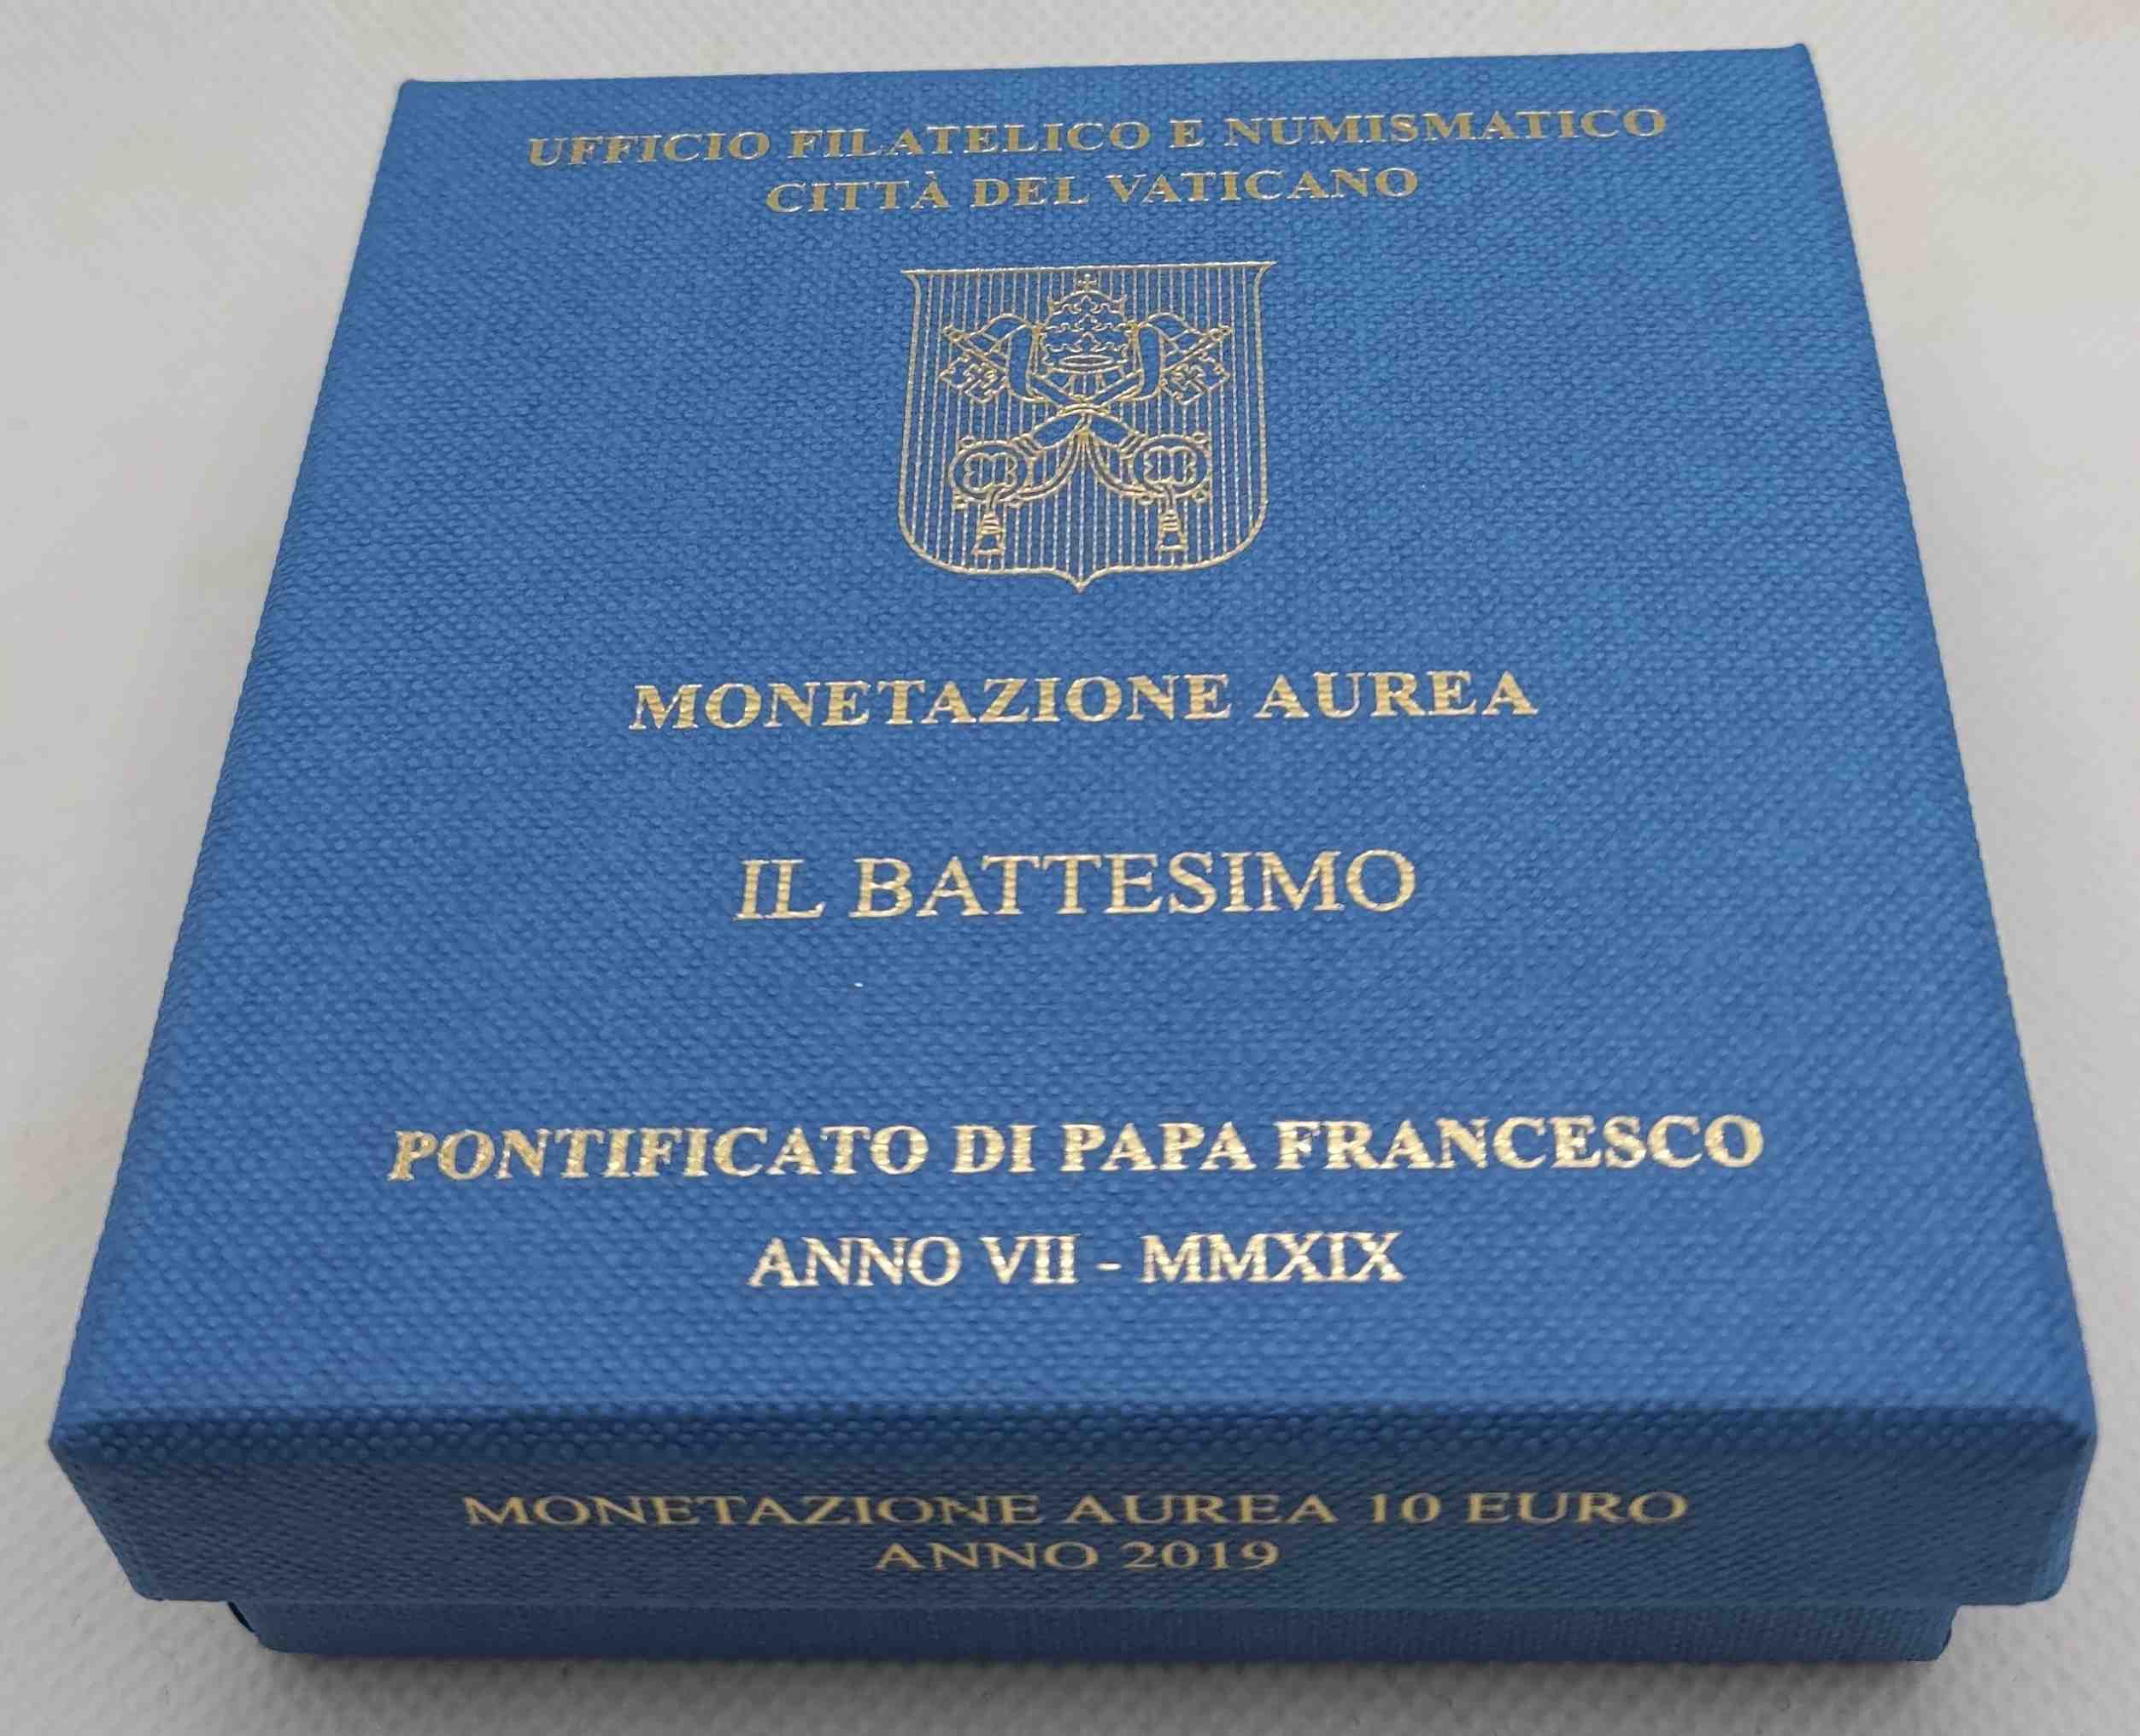 UFFICIO FILATELICO E NUMISMATICO
CITTÀ DEL VATICANO
MONETAZIONE AUREA
IL BATTESIMO
PONTIFICATO DI PAPA FRANCESCO
ANNO VII - MMXIX
MONETAZIONE AUREA 10 EURO
ANNO 2019